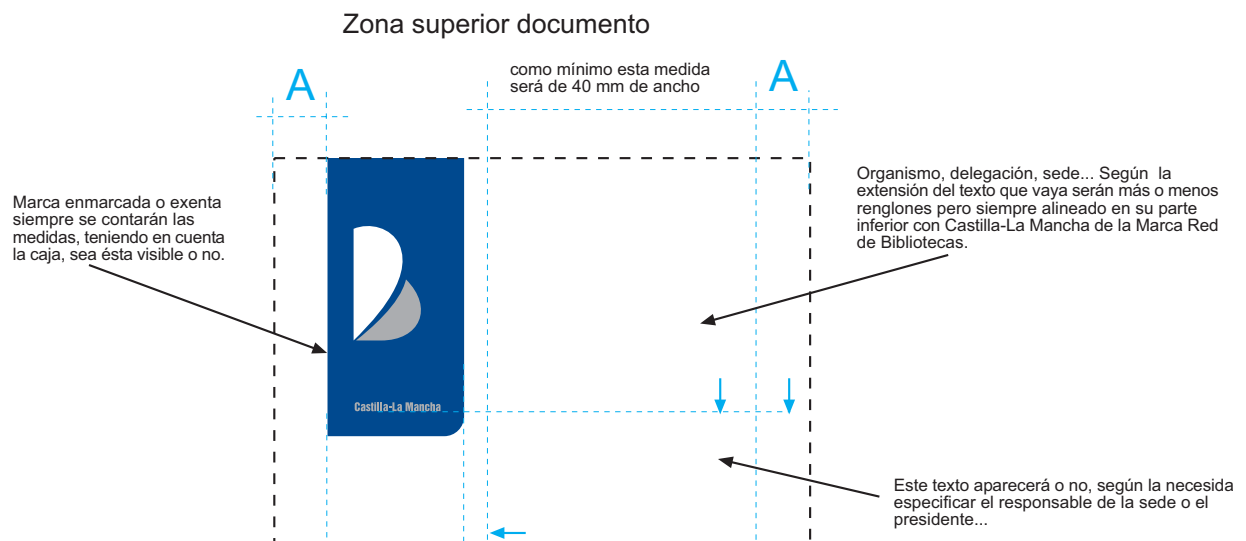 Zona superior documento
A
como mínimo esta medida
será de 40 mm de ancho
A
Marca enmarcada o exenta
siempre se contarán las
medidas, teniendo en cuenta
la caja, sea ésta visible o no.
Organismo, delegación, sede... Según la
extensión del texto que vaya serán más o menos
renglones pero siempre alineado en su parte
inferior con Castilla-La Mancha de la Marca Red
de Bibliotecas.
Castilla-La Mancha
Este texto aparecerá o no, según la necesida
especificar el responsable de la sede o el
presidente...